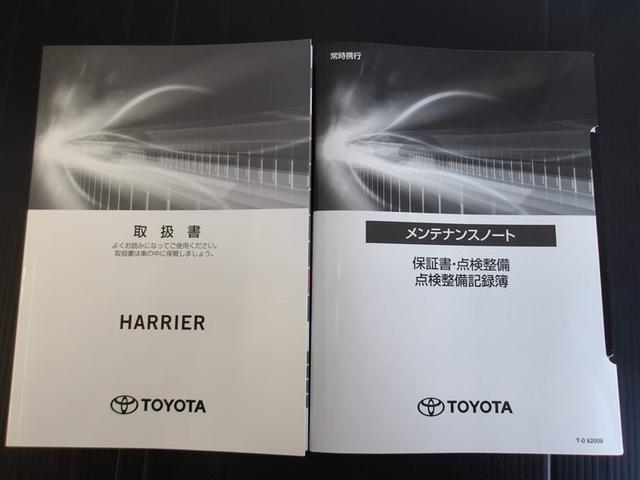 取扱書
よくお読みになってご使用ください。
取扱書は車の中に保管しましょう。
HARRIER
TOYOTA
常時携行
メンテナンスノート
保証書・点検整備
点検整備記録簿
TOYOTA
T-0 62009